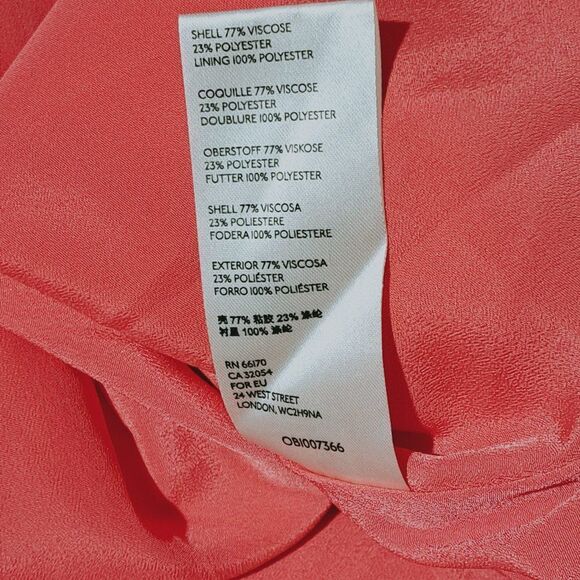 SHELL 77% VISCOSE
23% POLYESTER
LINING 100% POLYESTER
COQUILLE 77% VISCOSE
23% POLYESTER
DOUBLURE 100% POLYESTER
OBERSTOFF 77% VISKOSE
23% POLYESTER
FUTTER 100% POLYESTER
SHELL 77% VISCOSA
23% POLIESTERE
FODERA 100% POLIESTERE
EXTERIOR 77% VISCOSA
23% POLIÉSTER
FORRO 100% POLIÉSTER
壳 77% 粘胶 23% 涤纶
衬里 100% 涤纶
RN 66170
CA 32054
FOR EU
24 WEST STREET
LONDON, WC2H9NA
OB1007366